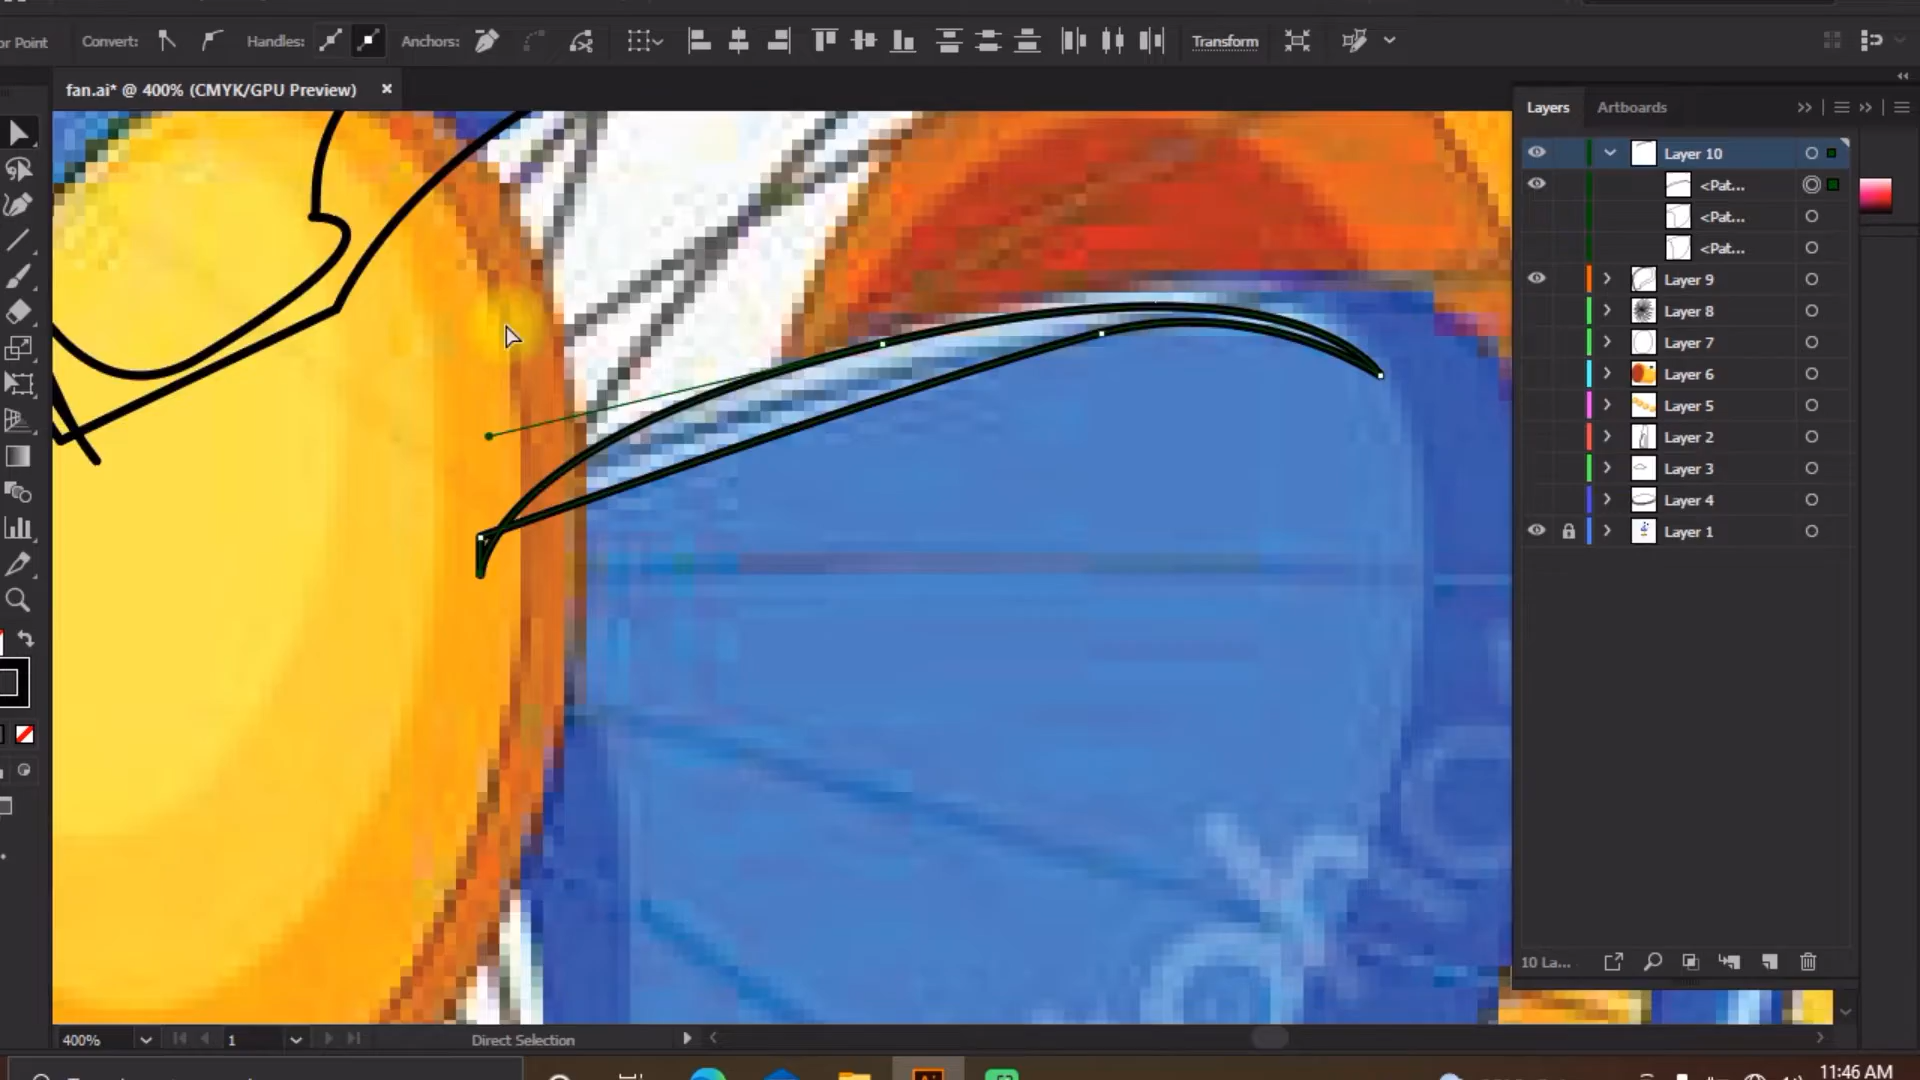 or Point
Convert:
Handles:
Anchors:
Transform
fan.ai* @ 400% (CMYK/GPU Preview)
Layers
Artboards
Layer 10
<Pat...
<Pat...
<Pat...
Layer 9
Layer 8
Layer 7
Layer 6
Layer 5
Layer 2
Layer 3
Layer 4
Layer 1
10 La...
400%
1
Direct Selection
11:46 AM